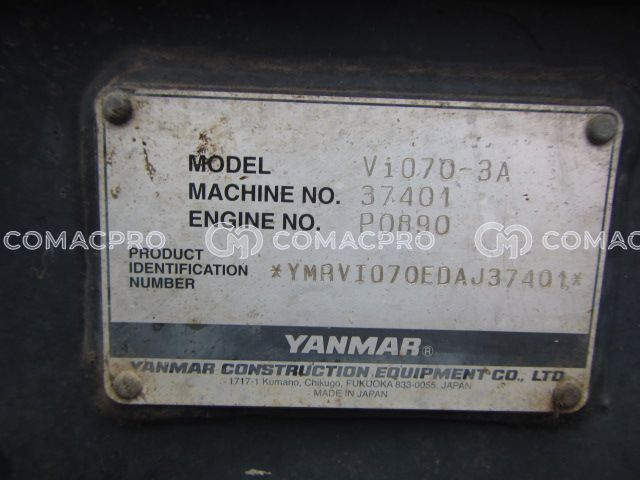 MODEL Vi070-3A
MACHINE NO. 37401
ENGINE NO. P0890
COMACPRO COMACPRO COMACPRO
PRODUCT
IDENTIFICATION
NUMBER
*YMRVI070EDAJ37401*
YANMAR®
YANMAR CONSTRUCTION EQUIPMENT CO., LTD.
1717-1 Kumano, Chikugo, FUKUOKA 833-0055, JAPAN
MADE IN JAPAN